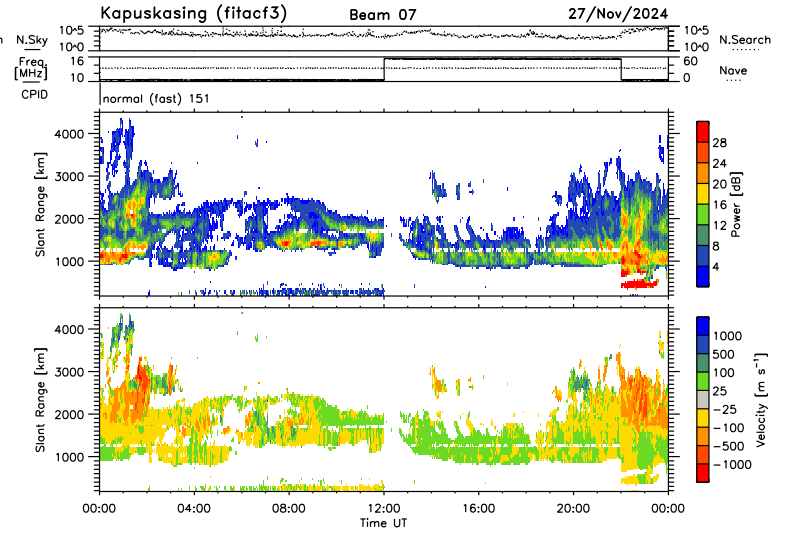 Kapuskasing (fitacf3) Beam 07 27/Nov/2024
N.Sky 10^5 10^0 10^5 10^0 N.Search
Freq. [MHz] 16 10 60 0 Nave
CPID normal (fast) 151
Slant Range [km] 4000 3000 2000 1000
28 24 20 16 12 8 4 Power [dB]
Slant Range [km] 4000 3000 2000 1000
1000 500 100 25 −25 −100 −500 −1000 Velocity [m s⁻¹]
00:00 04:00 08:00 12:00 16:00 20:00 00:00
Time UT